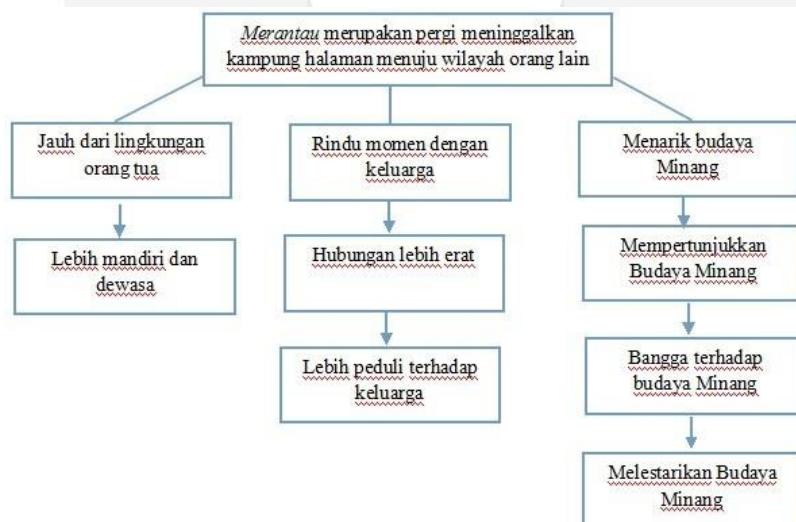 Merantau merupakan pergi meninggalkan
kampung halaman menuju wilayah orang lain
Jauh dari lingkungan
orang tua
Lebih mandiri dan
dewasa
Rindu momen dengan
keluarga
Hubungan lebih erat
Lebih peduli terhadap
keluarga
Menarik budaya
Minang
Mempertunjukkan
Budaya Minang
Bangga terhadap
budaya Minang
Melestarikan Budaya
Minang